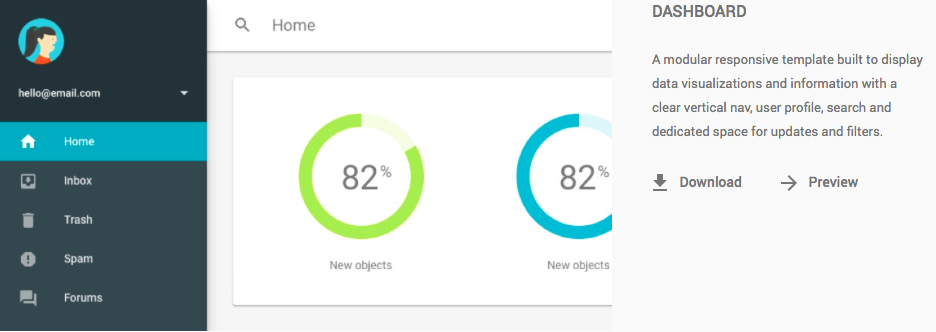 hello@email.com
Home
Inbox
Trash
Spam
Forums
Home
82%
New objects
82%
New objects
DASHBOARD
A modular responsive template built to display
data visualizations and information with a
clear vertical nav, user profile, search and
dedicated space for updates and filters.
Download
Preview